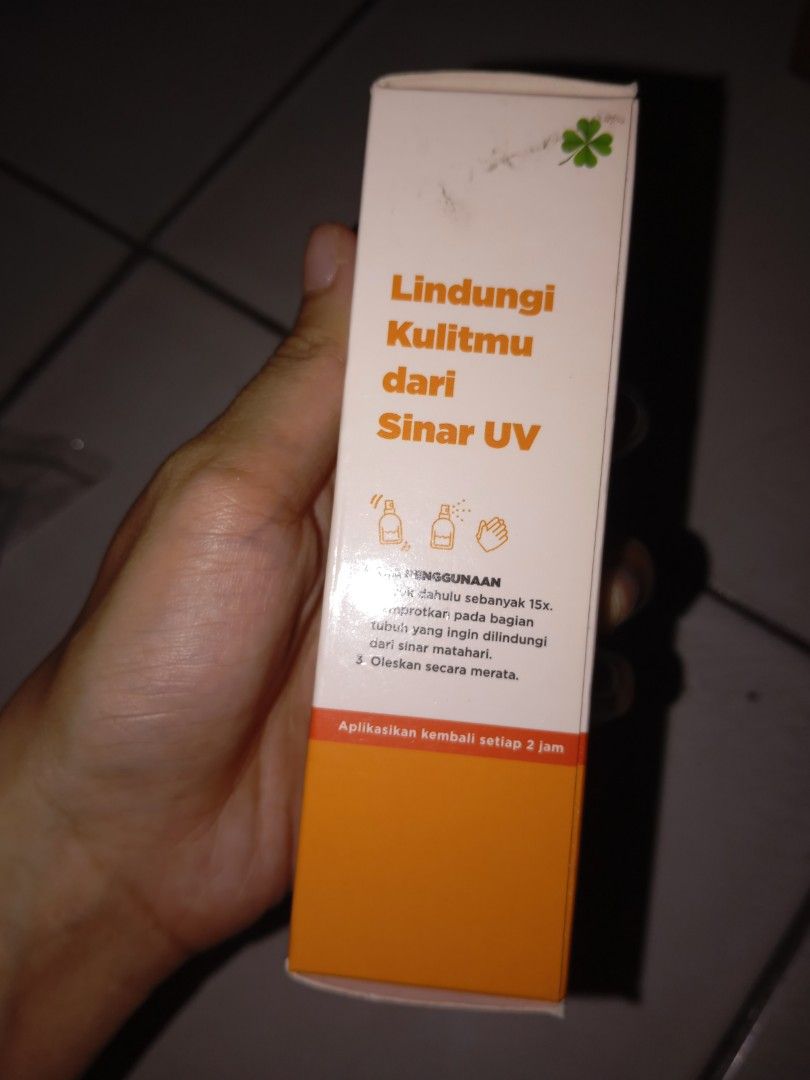 Lindungi
Kulitmu
dari
Sinar UV
PENGGUNAAN
dahulu sebanyak 15x.
pada bagian
tubuh yang ingin dilindungi
dari sinar matahari.
3. Oleskan secara merata.
Aplikasikan kembali setiap 2 jam